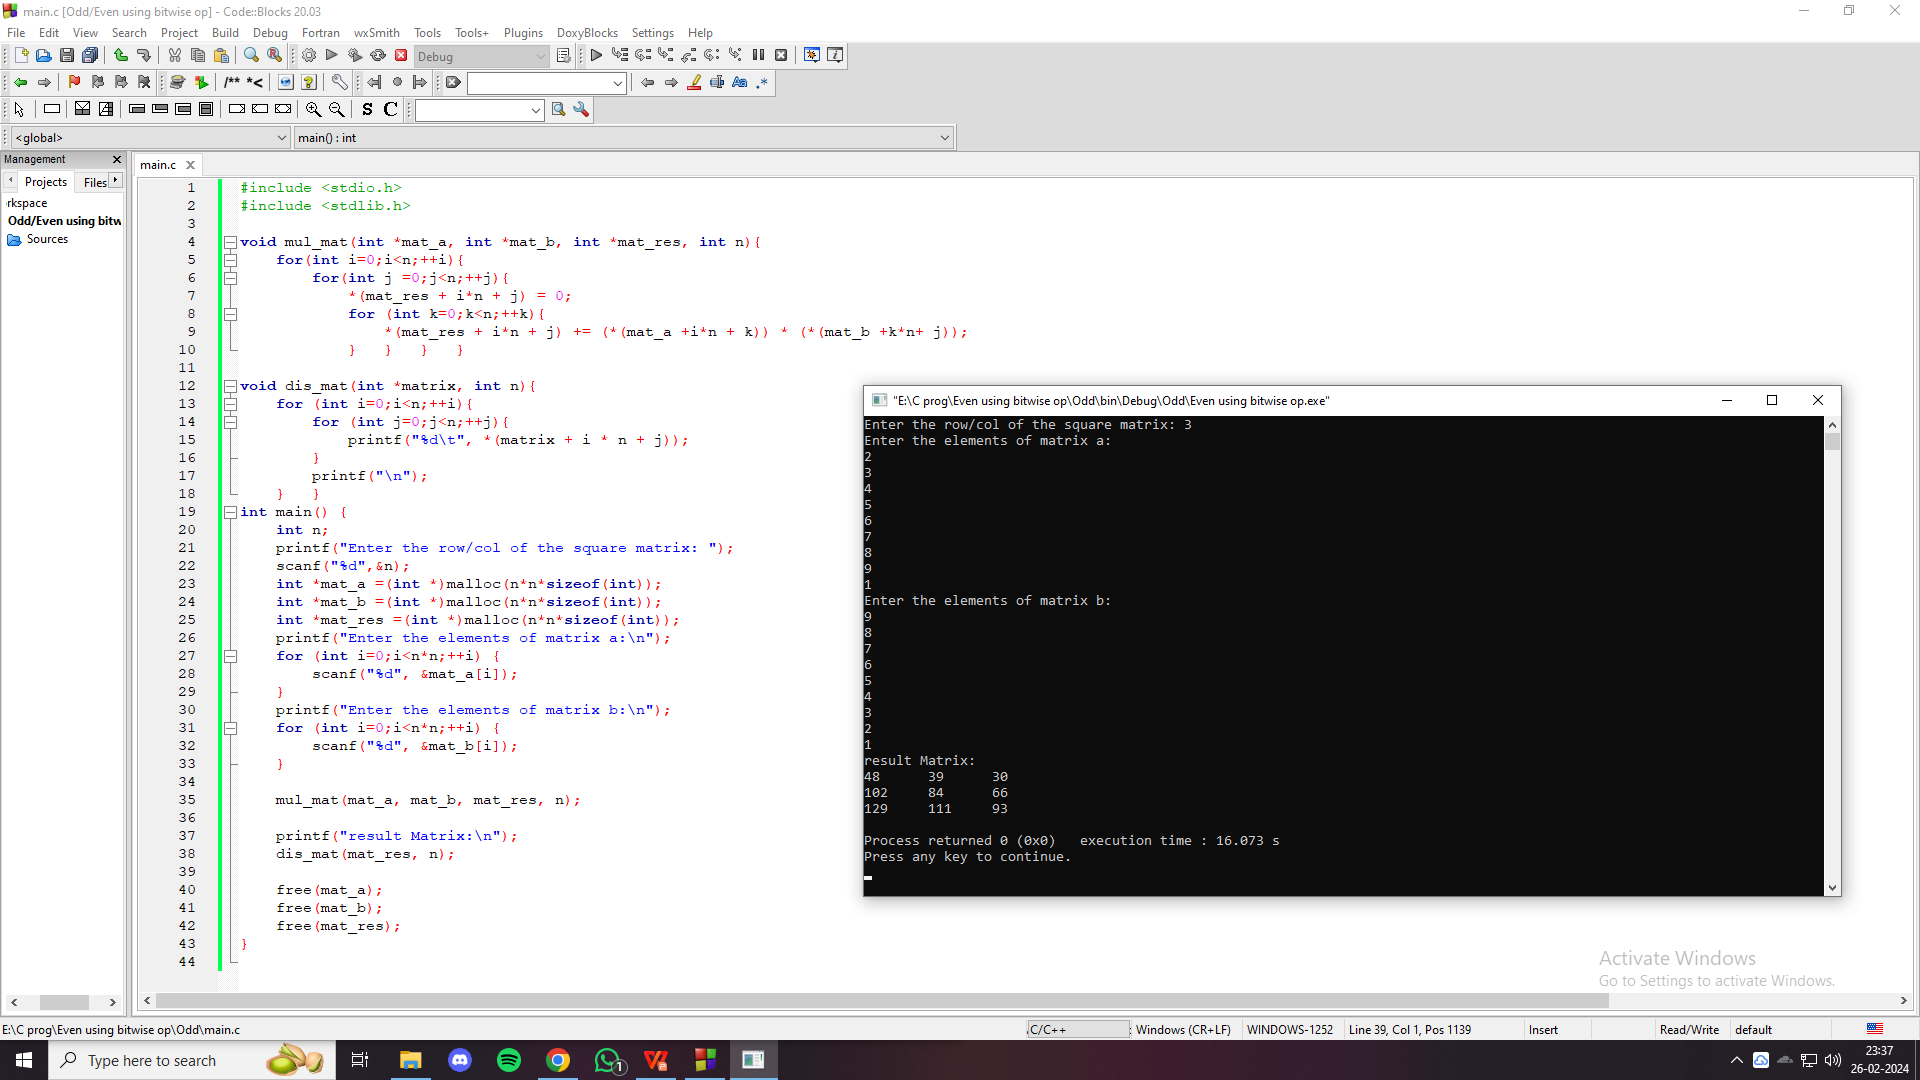 main.c [Odd/Even using bitwise op] - Code::Blocks 20.03
File Edit View Search Project Build Debug Fortran wxSmith Tools Tools+ Plugins DoxyBlocks Settings Help
Debug
/** *<
S C
<global> main() : int
Management
main.c
Projects Files
rkspace
Odd/Even using bitw
Sources
1 #include <stdio.h>
2 #include <stdlib.h>
3
4 void mul_mat(int *mat_a, int *mat_b, int *mat_res, int n){
5 for(int i=0;i<n;++i){
6 for(int j =0;j<n;++j){
7 *(mat_res + i*n + j) = 0;
8 for (int k=0;k<n;++k){
9 *(mat_res + i*n + j) += (*(mat_a +i*n + k)) * (*(mat_b +k*n+ j));
10 } } } }
11
12 void dis_mat(int *matrix, int n){
13 for (int i=0;i<n;++i){
14 for (int j=0;j<n;++j){
15 printf("%d\t", *(matrix + i * n + j));
16 }
17 printf("\n");
18 } }
19 int main() {
20 int n;
21 printf("Enter the row/col of the square matrix: ");
22 scanf("%d",&n);
23 int *mat_a =(int *)malloc(n*n*sizeof(int));
24 int *mat_b =(int *)malloc(n*n*sizeof(int));
25 int *mat_res =(int *)malloc(n*n*sizeof(int));
26 printf("Enter the elements of matrix a:\n");
27 for (int i=0;i<n*n;++i) {
28 scanf("%d", &mat_a[i]);
29 }
30 printf("Enter the elements of matrix b:\n");
31 for (int i=0;i<n*n;++i) {
32 scanf("%d", &mat_b[i]);
33 }
34
35 mul_mat(mat_a, mat_b, mat_res, n);
36
37 printf("result Matrix:\n");
38 dis_mat(mat_res, n);
39
40 free(mat_a);
41 free(mat_b);
42 free(mat_res);
43 }
44
"E:\C prog\Even using bitwise op\Odd\bin\Debug\Odd\Even using bitwise op.exe"
Enter the row/col of the square matrix: 3
Enter the elements of matrix a:
2
3
4
5
6
7
8
9
1
Enter the elements of matrix b:
9
8
7
6
5
4
3
2
1
result Matrix:
48 39 30
102 84 66
129 111 93
Process returned 0 (0x0) execution time : 16.073 s
Press any key to continue.
Activate Windows
Go to Settings to activate Windows.
E:\C prog\Even using bitwise op\Odd\main.c C/C++ Windows (CR+LF) WINDOWS-1252 Line 39, Col 1, Pos 1139 Insert Read/Write default
Type here to search
1
23:37
26-02-2024